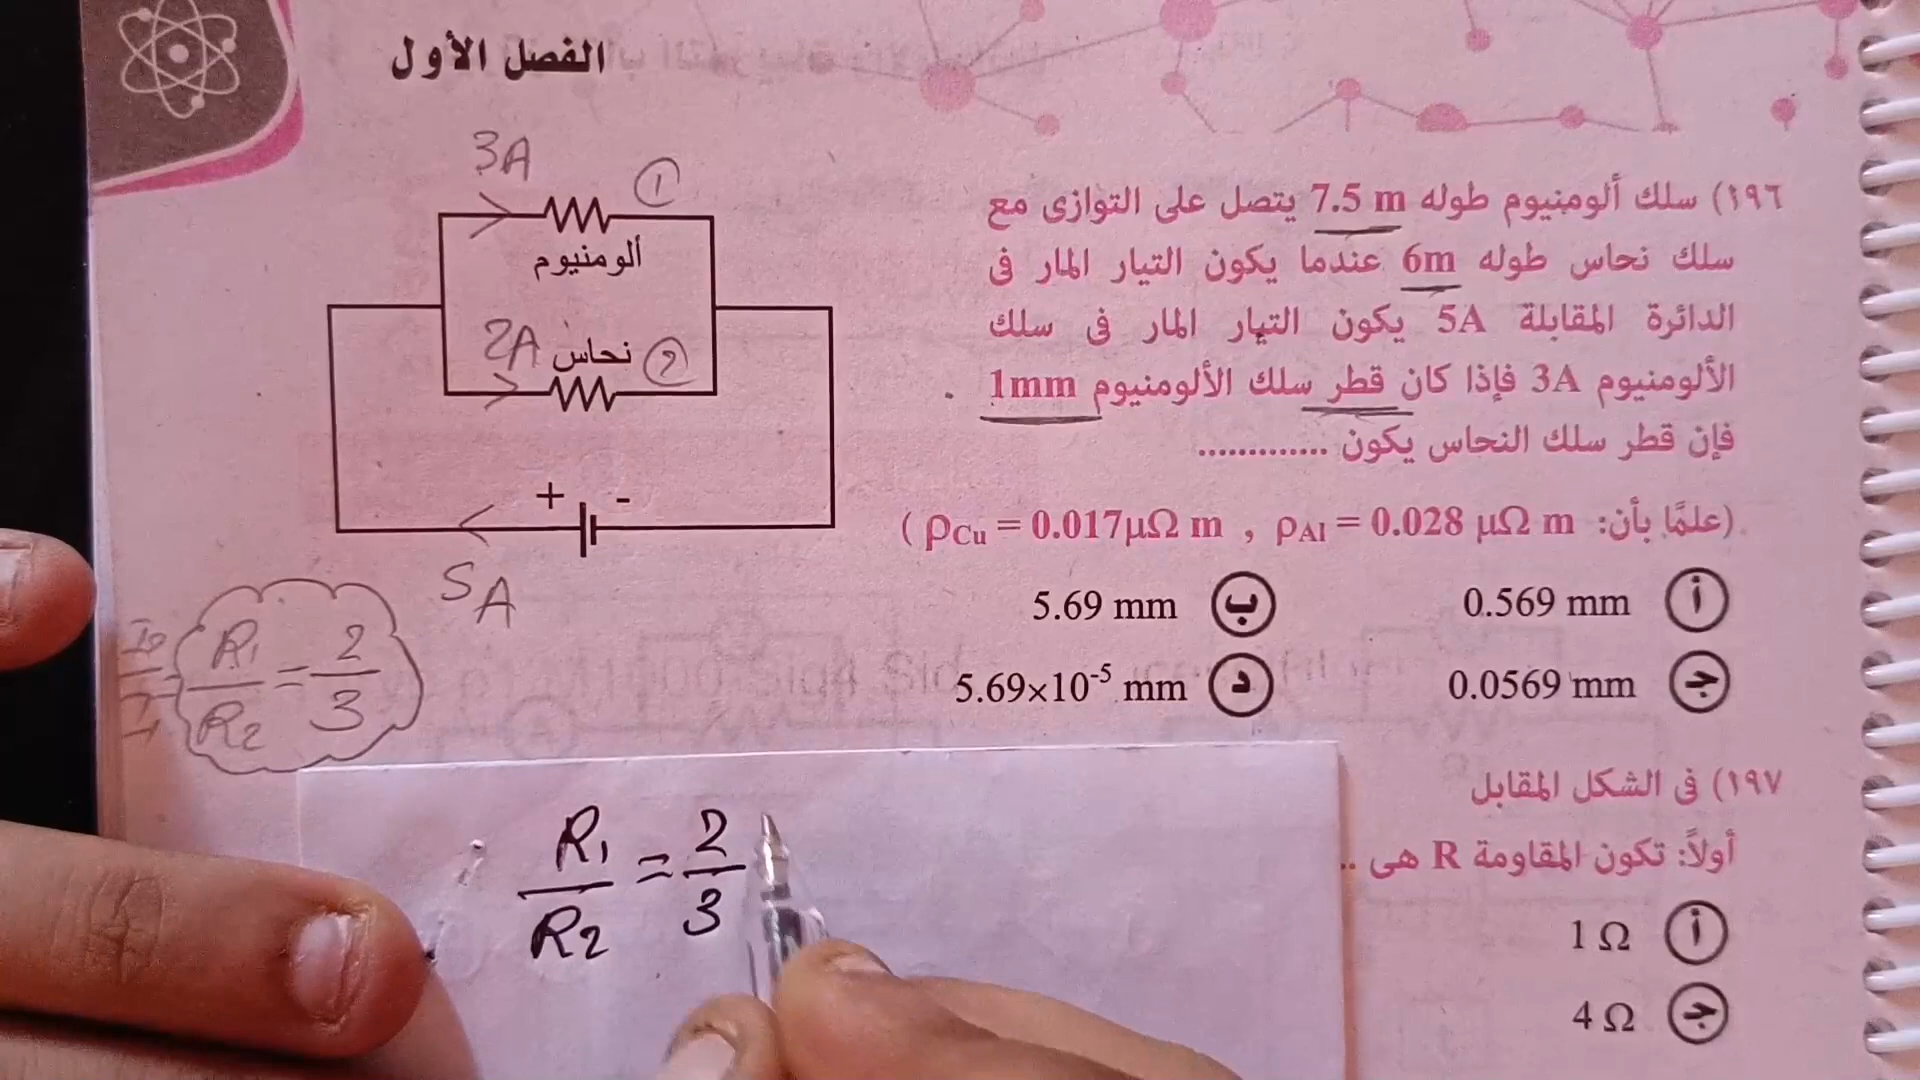 الفصل الأول
١٩٦) سلك ألومنيوم طوله 7.5 m يتصل على التوازى مع
سلك نحاس طوله 6m عندما يكون التيار المار فى
الدائرة المقابلة 5A يكون التيار المار فى سلك
الألومنيوم 3A فإذا كان قطر سلك الألومنيوم 1mm
فإن قطر سلك النحاس يكون .............
(علمًا بأن: ρCu = 0.017μΩ m , ρAl = 0.028 μΩ m )
أ 0.569 mm
ب 5.69 mm
ج 0.0569 mm
د 5.69×10⁻⁵ mm
3A
1
ألومنيوم
2A
نحاس
2
+ -
5A
R1/R2 = 2/3
R1/R2 = 2/3
١٩٧) فى الشكل المقابل
أولاً: تكون المقاومة R هى ..
أ 1 Ω
ج 4 Ω